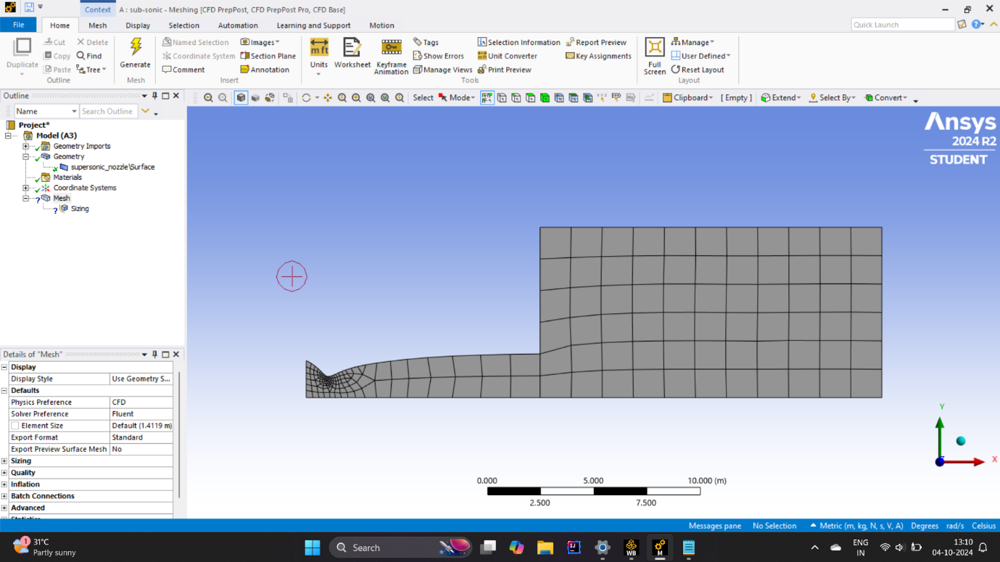 Context A : sub-sonic - Meshing [CFD PrepPost, CFD PrepPost Pro, CFD Base]
File Home Mesh Display Selection Automation Learning and Support Motion Quick Launch
Duplicate
Cut Delete
Copy Find
Paste Tree
Outline
Generate
Mesh
Named Selection Images
Coordinate System Section Plane
Comment Annotation
Insert
Units Worksheet Keyframe Animation
Tags Selection Information Report Preview
Show Errors Unit Converter Key Assignments
Manage Views Print Preview
Tools
Full Screen
Manage
User Defined
Reset Layout
Layout
Outline
Name Search Outline
Select Mode Clipboard [ Empty ] Extend Select By Convert
Project*
Model (A3)
Geometry Imports
Geometry
supersonic_nozzle\Surface
Materials
Coordinate Systems
Mesh
Sizing
Ansys
2024 R2
STUDENT
Details of "Mesh"
Display
Display Style Use Geometry S...
Defaults
Physics Preference CFD
Solver Preference Fluent
Element Size Default (1.4119 m)
Export Format Standard
Export Preview Surface Mesh No
Sizing
Quality
Inflation
Batch Connections
Advanced
Y
X
0.000 5.000 10.000 (m)
2.500 7.500
Messages pane No Selection Metric (m, kg, N, s, V, A) Degrees rad/s Celsius
1
31°C
Partly sunny
Search
WB
M
ENG
IN
13:10
04-10-2024